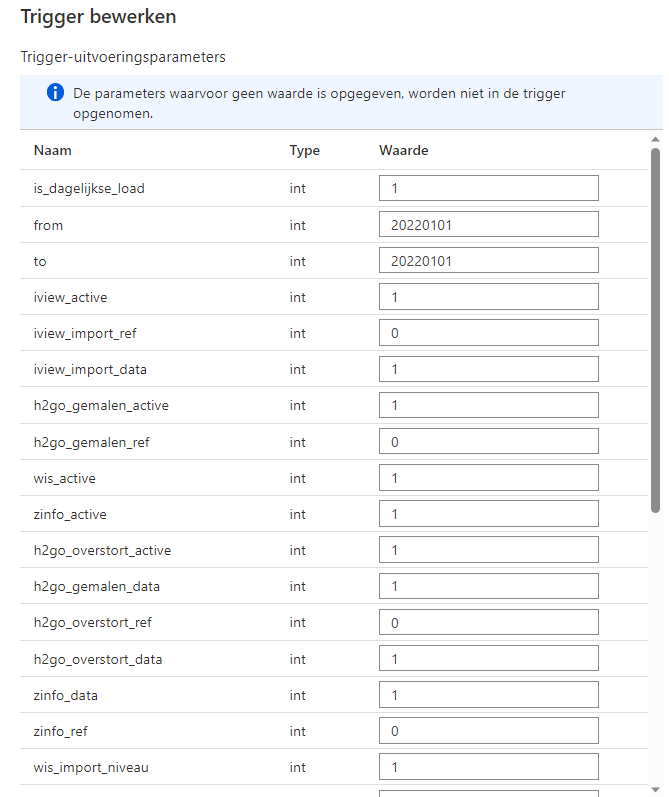 Trigger bewerken
Trigger-uitvoeringsparameters
De parameters waarvoor geen waarde is opgegeven, worden niet in de trigger
opgenomen.
Naam Type Waarde
is_dagelijkse_load int 1
from int 20220101
to int 20220101
iview_active int 1
iview_import_ref int 0
iview_import_data int 1
h2go_gemalen_active int 1
h2go_gemalen_ref int 0
wis_active int 1
zinfo_active int 1
h2go_overstort_active int 1
h2go_gemalen_data int 1
h2go_overstort_ref int 0
h2go_overstort_data int 1
zinfo_data int 1
zinfo_ref int 0
wis_import_niveau int 1